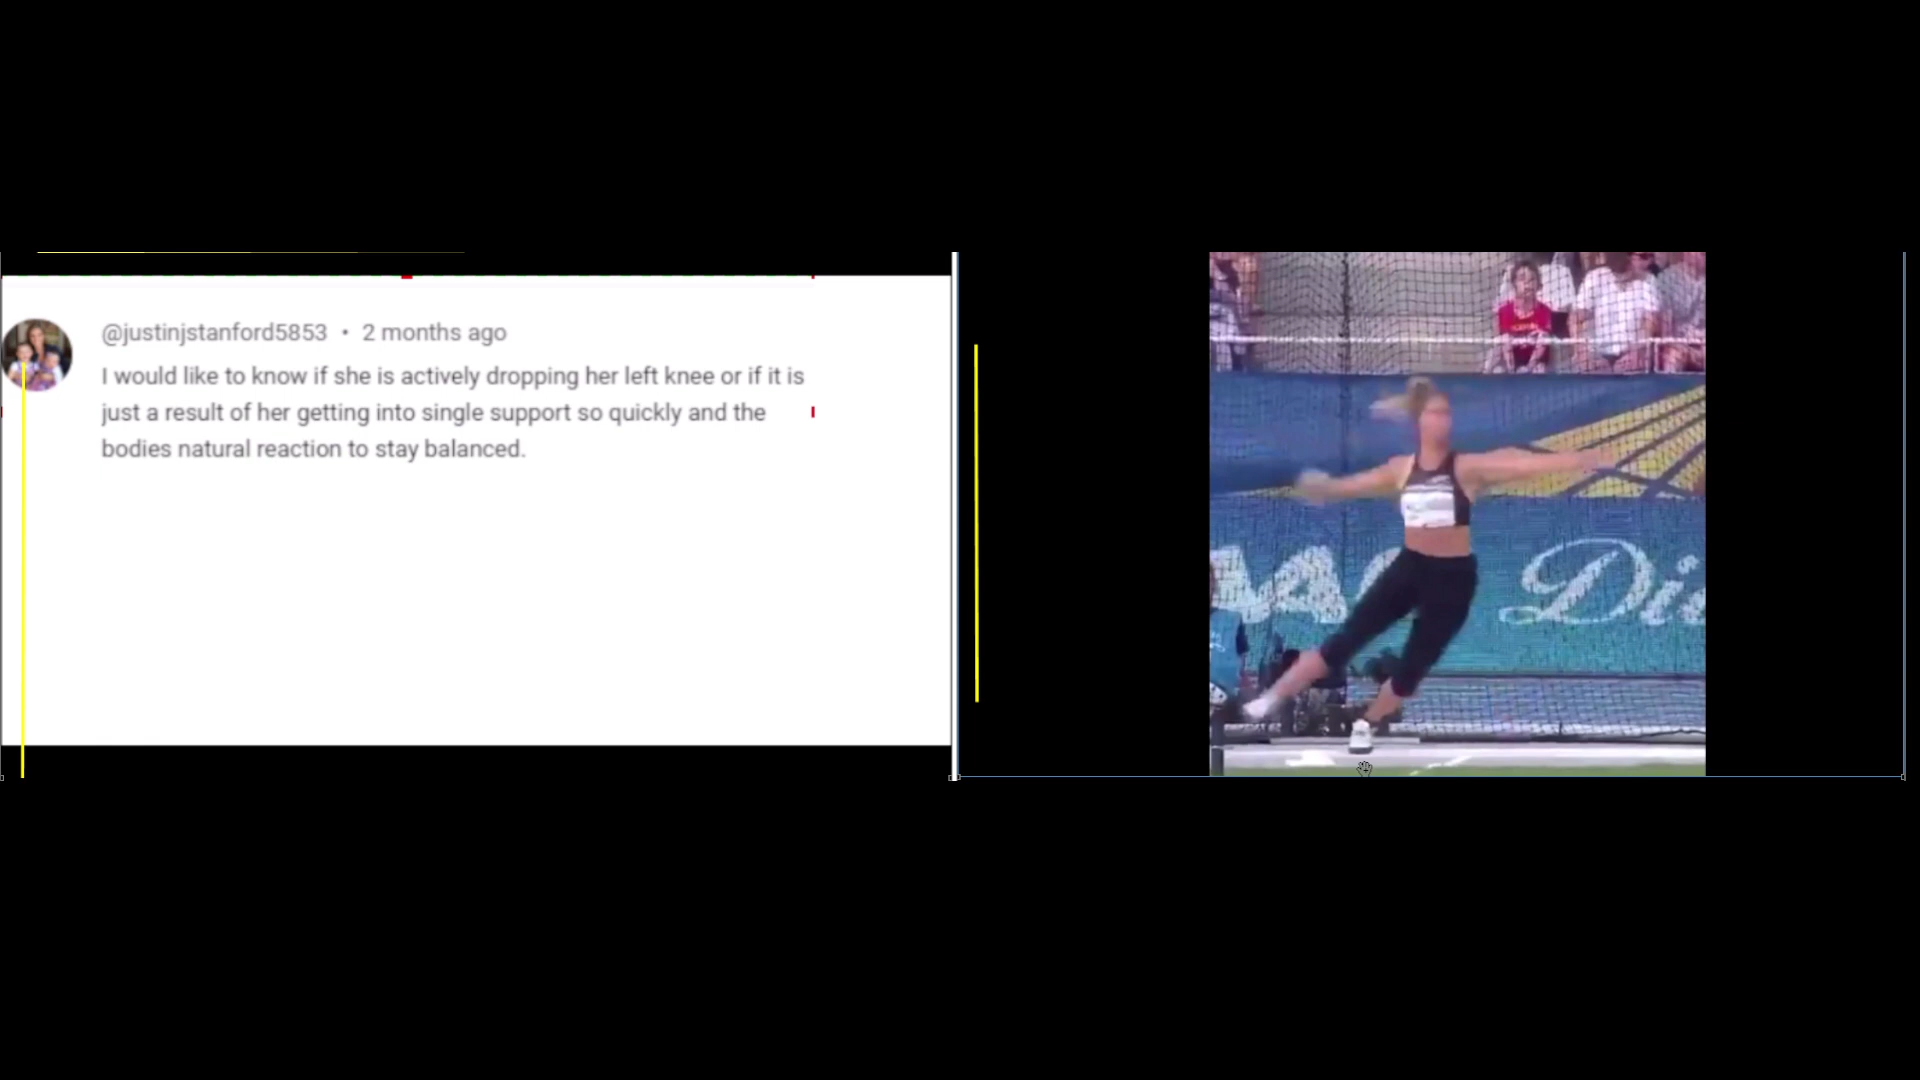 @justinjstanford5853 • 2 months ago
I would like to know if she is actively dropping her left knee or if it is
just a result of her getting into single support so quickly and the
bodies natural reaction to stay balanced.
Di